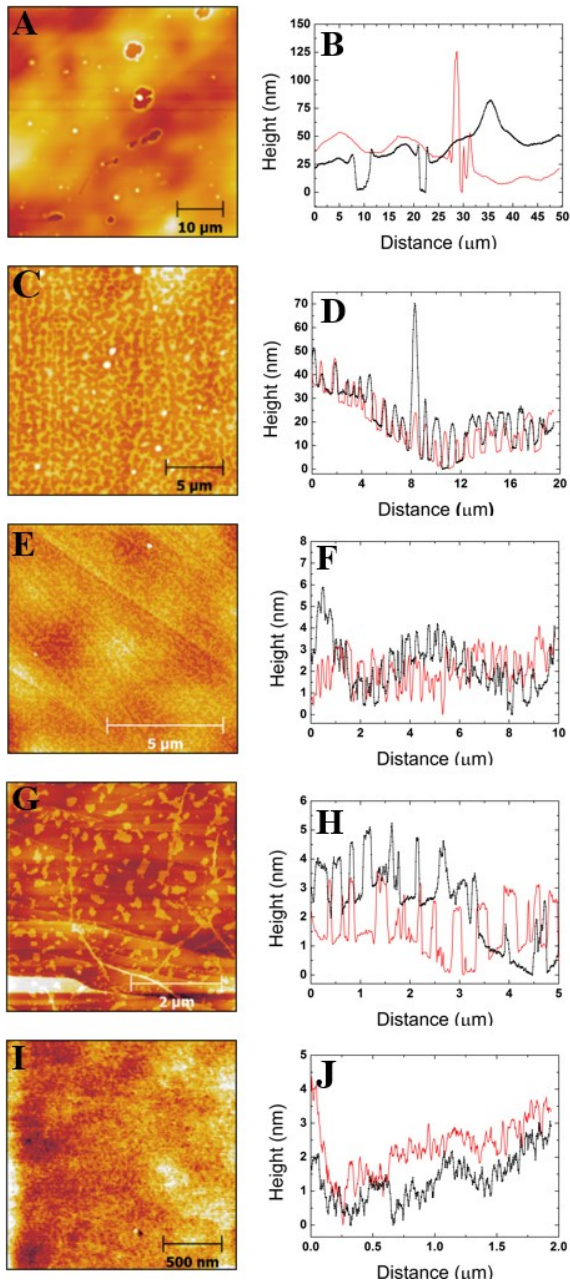 A
10 µm
B
Height (nm)
150
125
100
75
50
25
0
0 5 10 15 20 25 30 35 40 45 50
Distance (µm)
C
5 µm
D
Height (nm)
70
60
50
40
30
20
10
0
0 4 8 12 16 20
Distance (µm)
E
5 µm
F
Height (nm)
8
7
6
5
4
3
2
1
0
0 2 4 6 8 10
Distance (µm)
G
2 µm
H
Height (nm)
6
5
4
3
2
1
0
0 1 2 3 4 5
Distance (µm)
I
500 nm
J
Height (nm)
5
4
3
2
1
0
0.0 0.5 1.0 1.5 2.0
Distance (µm)